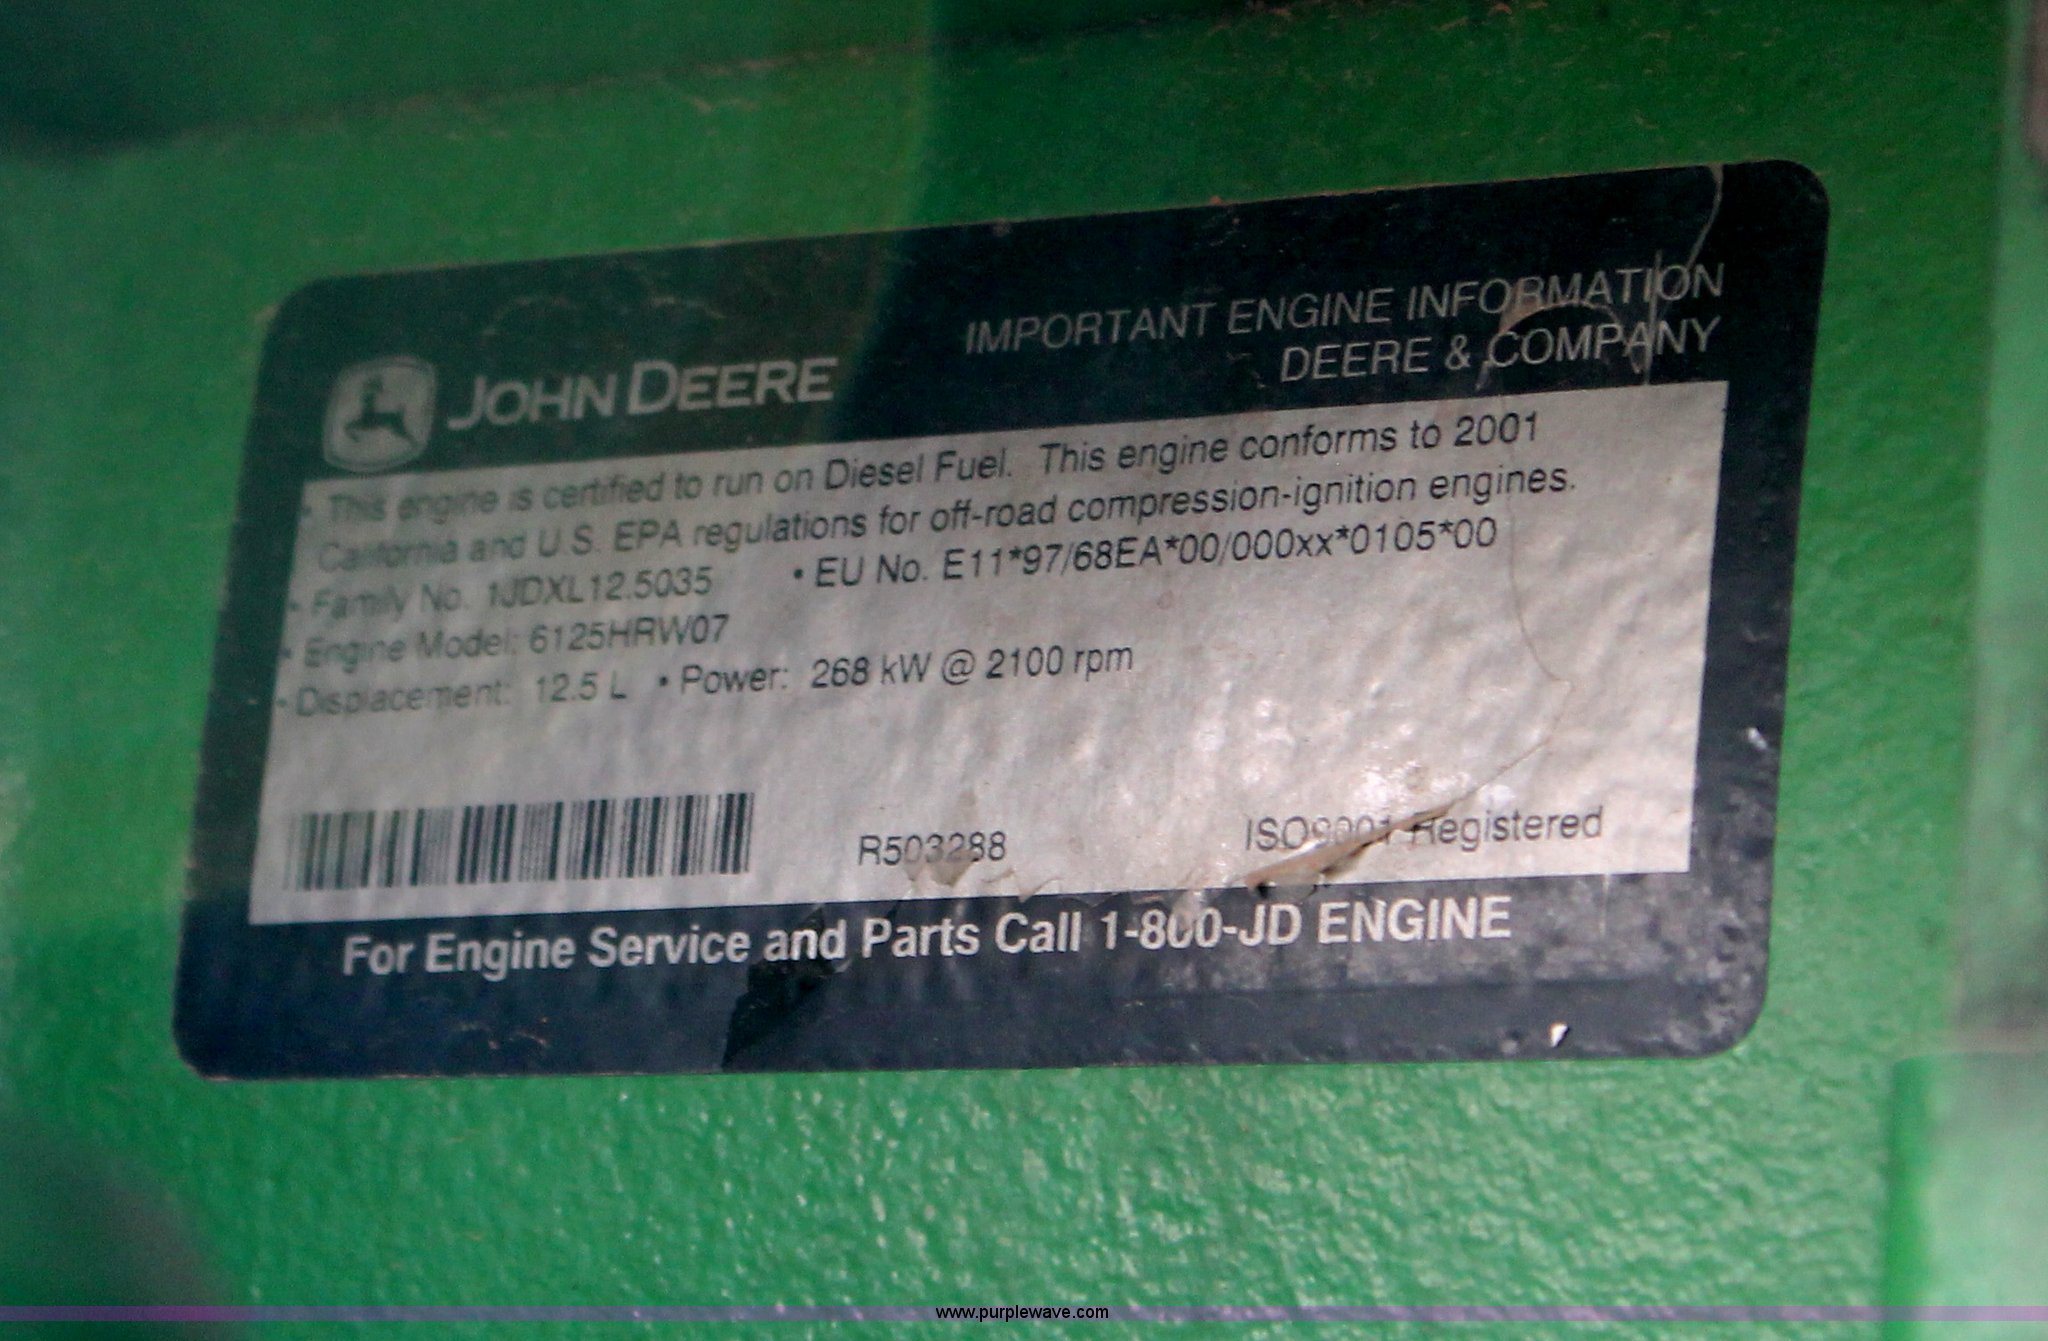 JOHN DEERE
IMPORTANT ENGINE INFORMATION
DEERE & COMPANY
• This engine is certified to run on Diesel Fuel. This engine conforms to 2001
California and U.S. EPA regulations for off-road compression-ignition engines.
• Family No. 1JDXL12.5035 • EU No. E11*97/68EA*00/000xx*0105*00
• Engine Model: 6125HRW07
• Displacement: 12.5 L • Power: 268 kW @ 2100 rpm
R503288 ISO9001 Registered
For Engine Service and Parts Call 1-800-JD ENGINE
www.purplewave.com